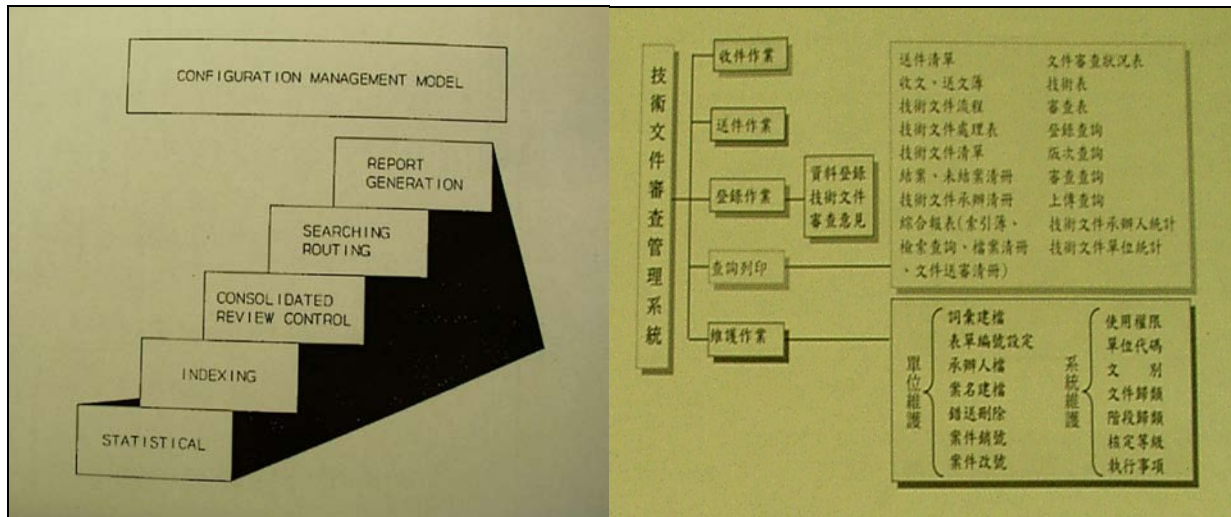 CONFIGURATION MANAGEMENT MODEL
REPORT
GENERATION
SEARCHING
ROUTING
CONSOLIDATED
REVIEW CONTROL
INDEXING
STATISTICAL
技術文件審查管理系統
收件作業
送件作業
登錄作業
查詢列印
維護作業
資料登錄
技術文件
審查意見
送件清單
收文、送文薄
技術文件流程
技術文件處理表
技術文件清單
結案、未結案清冊
技術文件承辦清冊
綜合報表(索引薄、
檢索查詢、檔案清冊
、文件送審清冊)
文件審查狀況表
技術表
審查表
登錄查詢
版次查詢
審查查詢
上傳查詢
技術文件承辦人統計
技術文件單位統計
單位維護
詞彙建檔
表單編號設定
承辦人檔
案名建檔
錯送刪除
案件銷號
案件改號
系統維護
使用權限
單位代碼
文 別
文件歸類
階段歸類
核定等級
執行事項